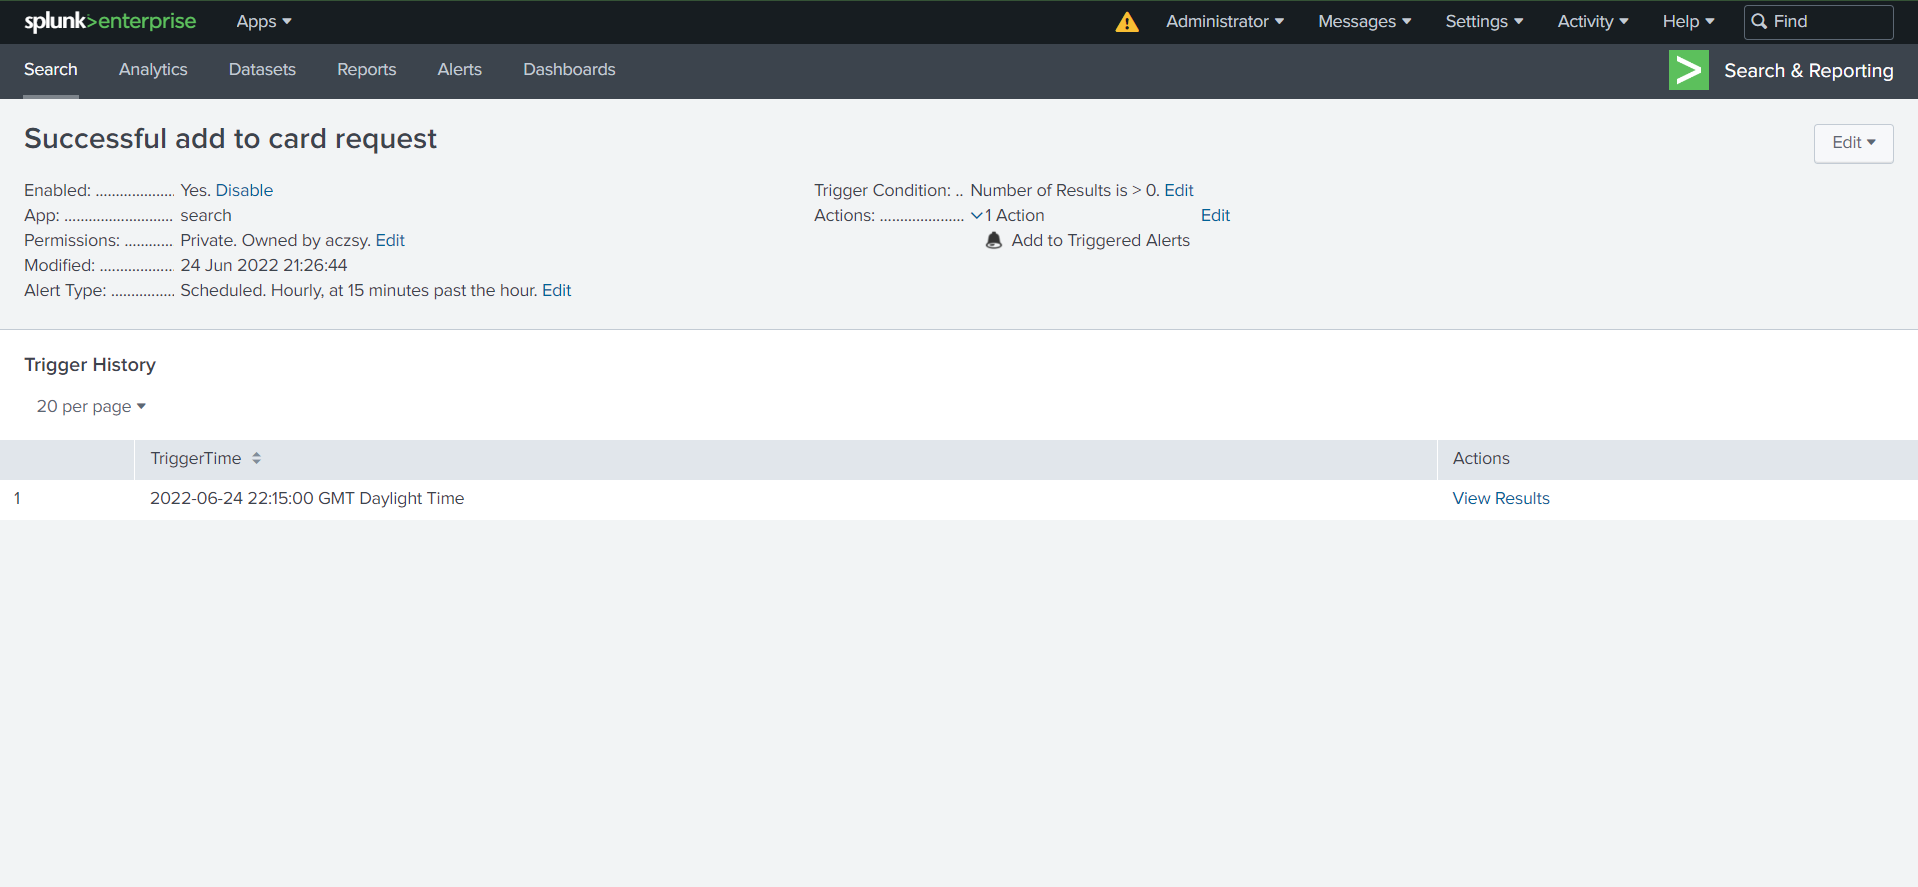 splunk>enterprise Apps Administrator Messages Settings Activity Help Find
Search Analytics Datasets Reports Alerts Dashboards Search & Reporting
Successful add to card request
Edit
Enabled: .................... Yes. Disable
App: ........................... search
Permissions: ............ Private. Owned by aczsy. Edit
Modified: ................... 24 Jun 2022 21:26:44
Alert Type: ................ Scheduled. Hourly, at 15 minutes past the hour. Edit
Trigger Condition: .. Number of Results is > 0. Edit
Actions: ..................... 1 Action Edit
Add to Triggered Alerts
Trigger History
20 per page
TriggerTime Actions
1 2022-06-24 22:15:00 GMT Daylight Time View Results